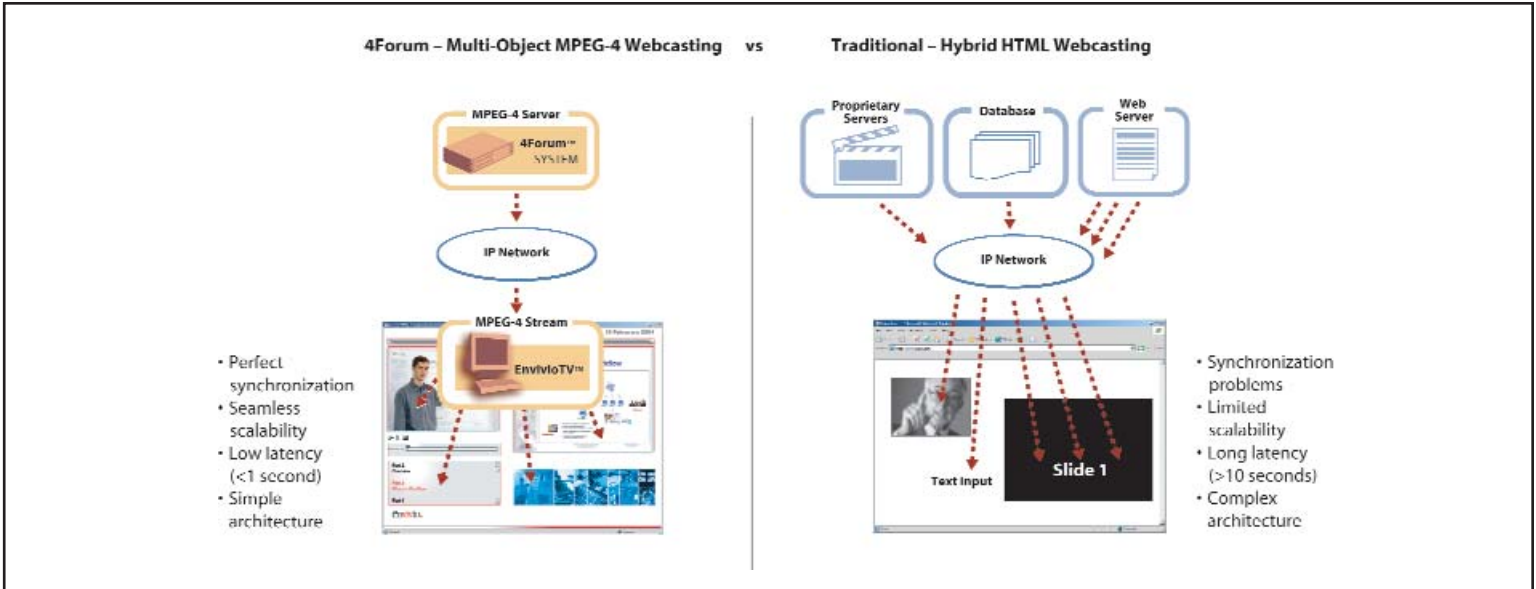 4Forum – Multi-Object MPEG-4 Webcasting vs Traditional – Hybrid HTML Webcasting
MPEG-4 Server
4Forum™
SYSTEM
IP Network
MPEG-4 Stream
EnvivioTV™
• Perfect
synchronization
• Seamless
scalability
• Low latency
(<1 second)
• Simple
architecture
Proprietary
Servers
Database
Web
Server
IP Network
Text Input
Slide 1
• Synchronization
problems
• Limited
scalability
• Long latency
(>10 seconds)
• Complex
architecture